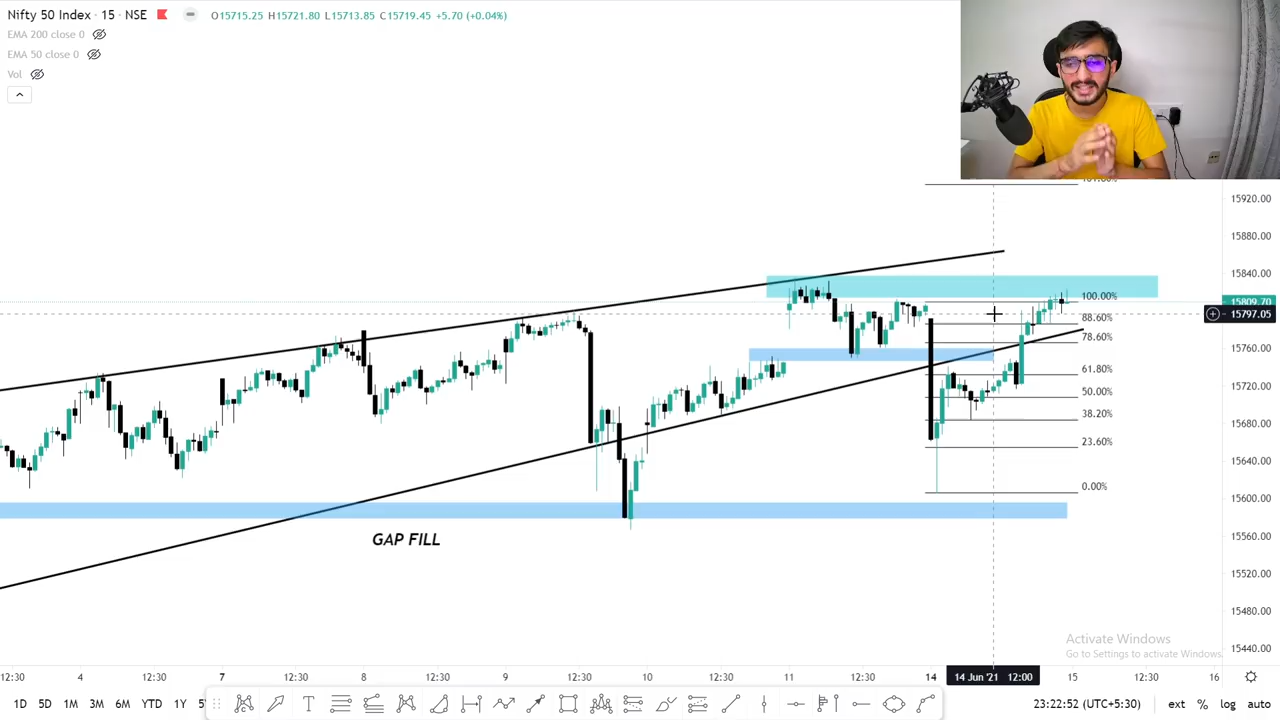 Nifty 50 Index · 15 · NSE O15715.25 H15721.80 L15713.85 C15719.45 +5.70 (+0.04%)
EMA 200 close 0
EMA 50 close 0
Vol
15920.00
15880.00
15840.00
100.00%
15809.70
15797.05
88.60%
78.60%
15760.00
61.80%
15720.00
50.00%
38.20%
15680.00
23.60%
15640.00
0.00%
15600.00
GAP FILL
15560.00
15520.00
15480.00
Activate Windows
Go to Settings to activate Windows.
15440.00
12:30 4 12:30 7 12:30 8 12:30 9 12:30 10 12:30 11 12:30 14 14 Jun '21 12:00 15 12:30 16
1D 5D 1M 3M 6M YTD 1Y 23:22:52 (UTC+5:30) ext % log auto